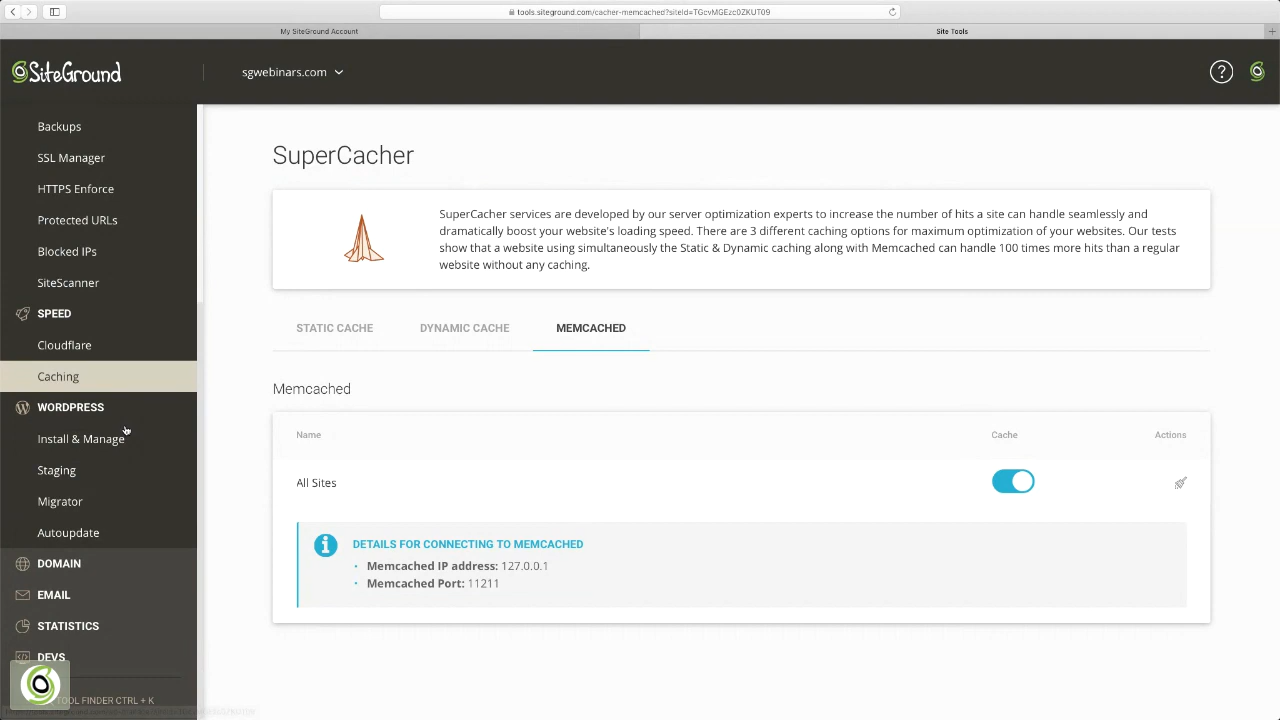 tools.siteground.com/cacher-memcached?siteId=TGcvMGEzc0ZKUT09
My SiteGround Account
Site Tools
SiteGround
sgwebinars.com
?
Backups
SSL Manager
HTTPS Enforce
Protected URLs
Blocked IPs
SiteScanner
SPEED
Cloudflare
Caching
WORDPRESS
Install & Manage
Staging
Migrator
Autoupdate
DOMAIN
EMAIL
STATISTICS
DEVS
TOOL FINDER CTRL + K
SuperCacher
SuperCacher services are developed by our server optimization experts to increase the number of hits a site can handle seamlessly and
dramatically boost your website's loading speed. There are 3 different caching options for maximum optimization of your websites. Our tests
show that a website using simultaneously the Static & Dynamic caching along with Memcached can handle 100 times more hits than a regular
website without any caching.
STATIC CACHE
DYNAMIC CACHE
MEMCACHED
Memcached
Name
Cache
Actions
All Sites
DETAILS FOR CONNECTING TO MEMCACHED
• Memcached IP address: 127.0.0.1
• Memcached Port: 11211